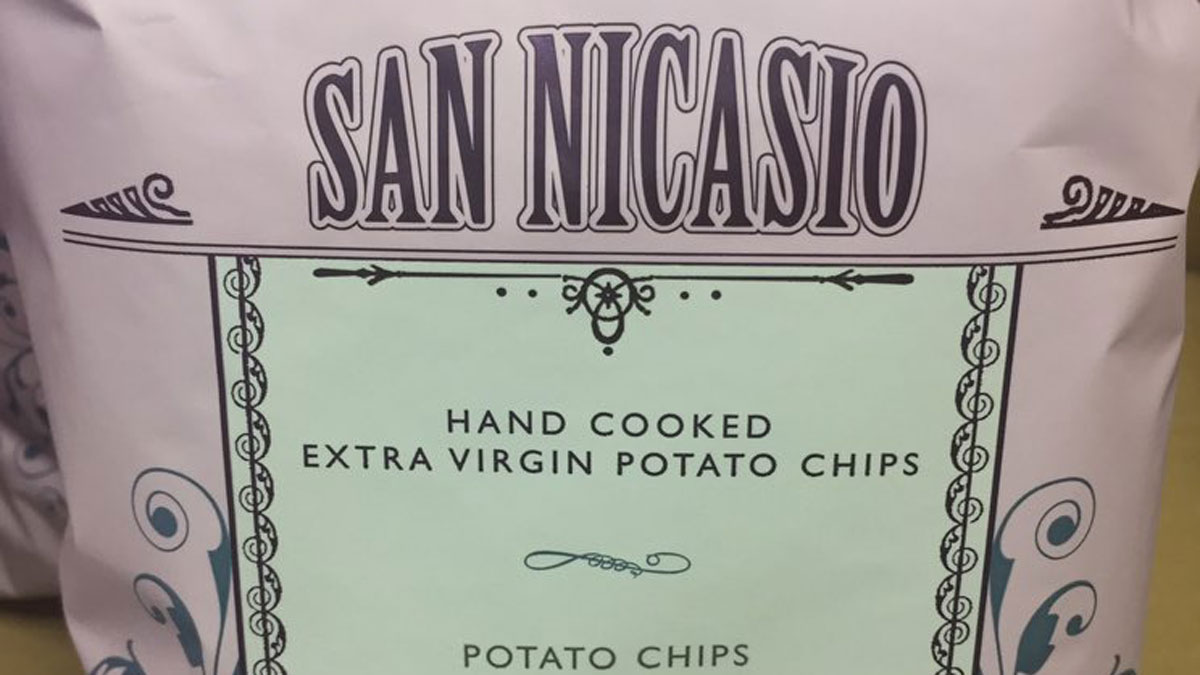 SAN NICASIO
HAND COOKED
EXTRA VIRGIN POTATO CHIPS
POTATO CHIPS